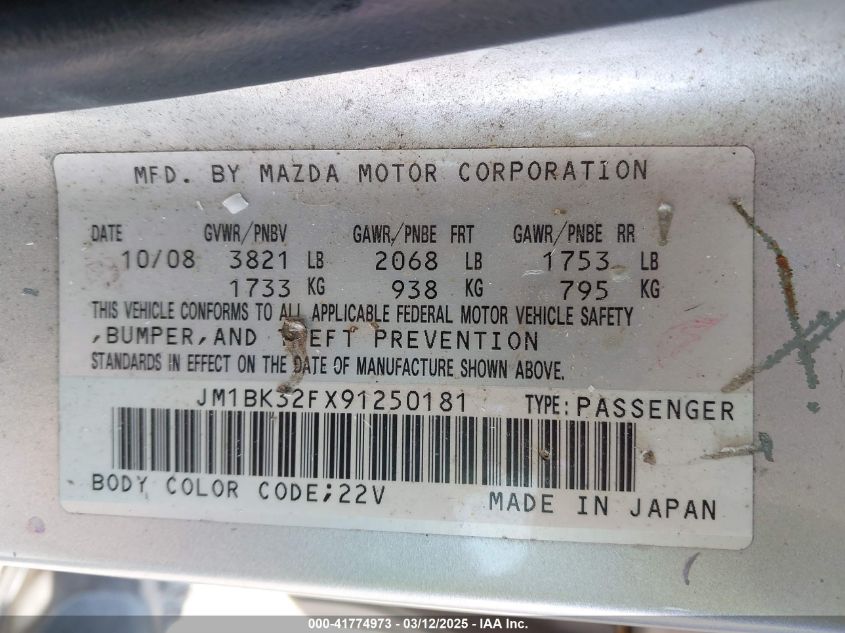 MFD. BY MAZDA MOTOR CORPORATION
DATE GVWR/PNBV GAWR/PNBE FRT GAWR/PNBE RR
10/08 3821 LB 2068 LB 1753 LB
1733 KG 938 KG 795 KG
THIS VEHICLE CONFORMS TO ALL APPLICABLE FEDERAL MOTOR VEHICLE SAFETY
,BUMPER,AND THEFT PREVENTION
STANDARDS IN EFFECT ON THE DATE OF MANUFACTURE SHOWN ABOVE.
JM1BK32FX91250181 TYPE:PASSENGER
BODY COLOR CODE;22V MADE IN JAPAN
000-41774973 - 03/12/2025 - IAA Inc.